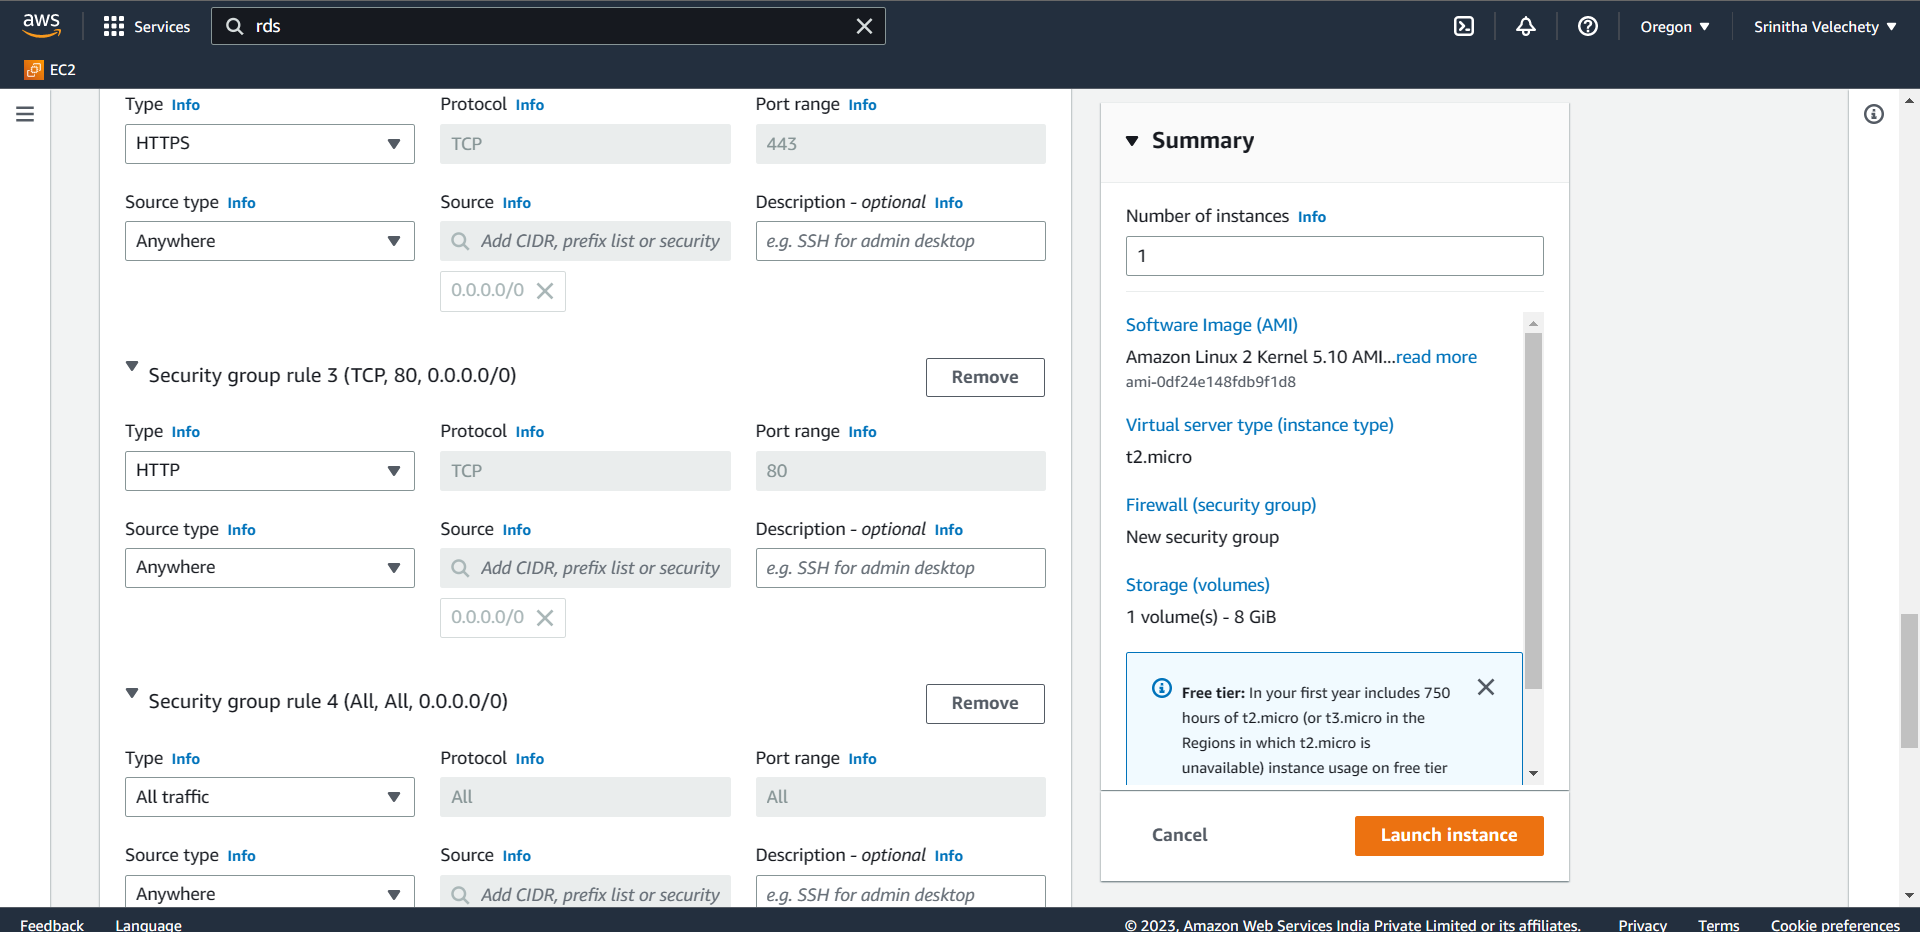 aws
Services
rds
Oregon
Srinitha Velechety
EC2
Type Info
Protocol Info
Port range Info
HTTPS
TCP
443
Source type Info
Source Info
Description - optional Info
Anywhere
Add CIDR, prefix list or security
e.g. SSH for admin desktop
0.0.0.0/0
Security group rule 3 (TCP, 80, 0.0.0.0/0)
Remove
Type Info
Protocol Info
Port range Info
HTTP
TCP
80
Source type Info
Source Info
Description - optional Info
Anywhere
Add CIDR, prefix list or security
e.g. SSH for admin desktop
0.0.0.0/0
Security group rule 4 (All, All, 0.0.0.0/0)
Remove
Type Info
Protocol Info
Port range Info
All traffic
All
All
Source type Info
Source Info
Description - optional Info
Anywhere
Add CIDR, prefix list or security
e.g. SSH for admin desktop
Summary
Number of instances Info
1
Software Image (AMI)
Amazon Linux 2 Kernel 5.10 AMI...read more
ami-0df24e148fdb9f1d8
Virtual server type (instance type)
t2.micro
Firewall (security group)
New security group
Storage (volumes)
1 volume(s) - 8 GiB
Free tier: In your first year includes 750
hours of t2.micro (or t3.micro in the
Regions in which t2.micro is
unavailable) instance usage on free tier
Cancel
Launch instance
Feedback
Language
© 2023, Amazon Web Services India Private Limited or its affiliates.
Privacy
Terms
Cookie preferences